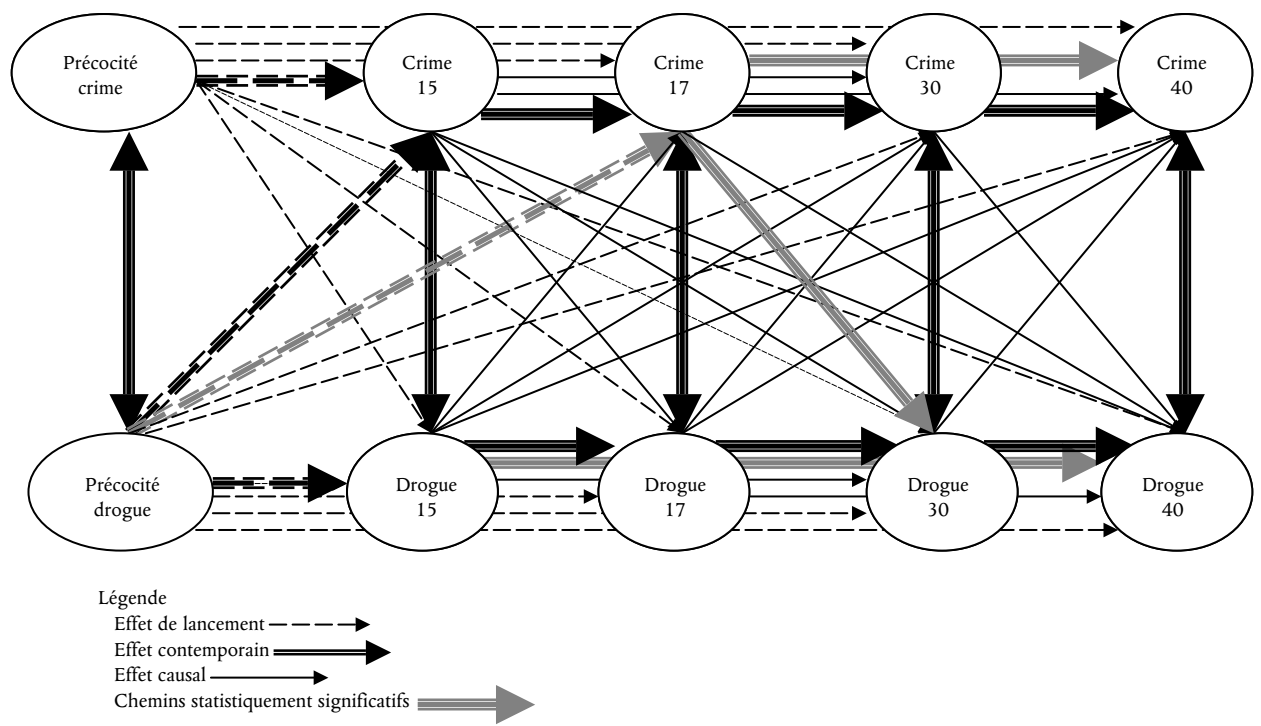 Précocité
crime
Crime
15
Crime
17
Crime
30
Crime
40
Précocité
drogue
Drogue
15
Drogue
17
Drogue
30
Drogue
40
Légende
Effet de lancement
Effet contemporain
Effet causal
Chemins statistiquement significatifs